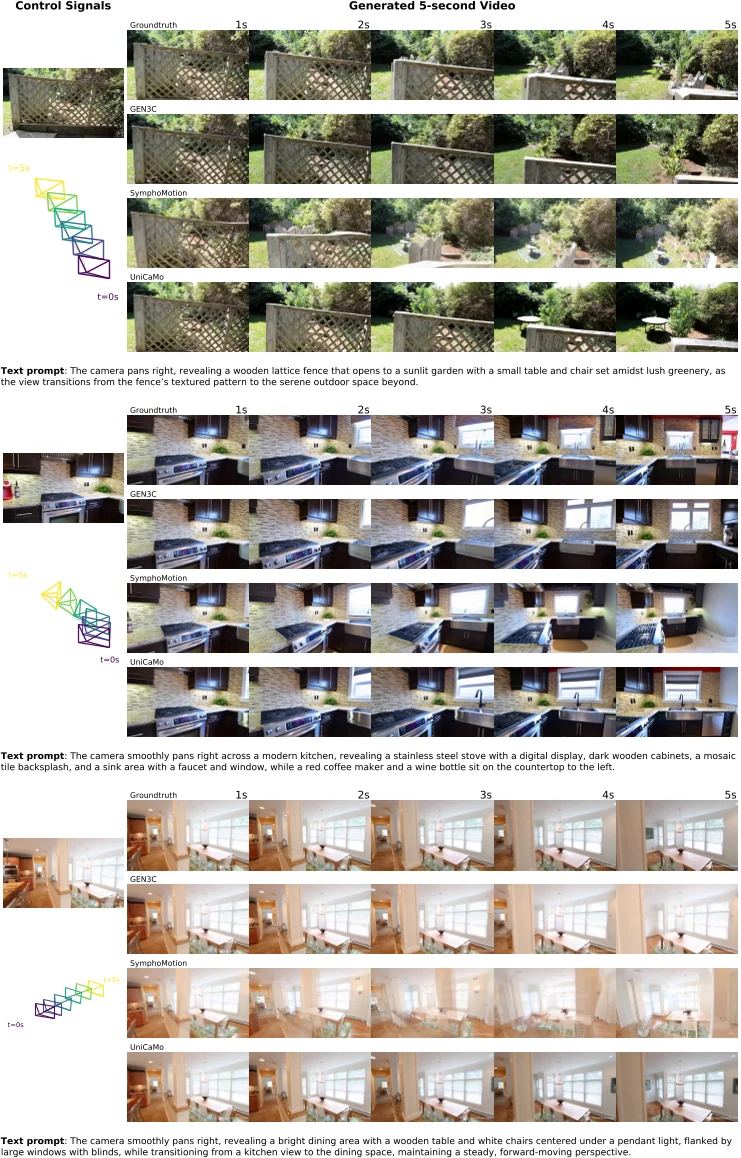 Control Signals
Generated 5-second Video
Groundtruth 1s 2s 3s 4s 5s
GEN3C
SymphoMotion
UniCaMo
t=5s
t=0s
Text prompt: The camera pans right, revealing a wooden lattice fence that opens to a sunlit garden with a small table and chair set amidst lush greenery, as
the view transitions from the fence’s textured pattern to the serene outdoor space beyond.
Groundtruth 1s 2s 3s 4s 5s
GEN3C
SymphoMotion
UniCaMo
t=5s
t=0s
Text prompt: The camera smoothly pans right across a modern kitchen, revealing a stainless steel stove with a digital display, dark wooden cabinets, a mosaic
tile backsplash, and a sink area with a faucet and window, while a red coffee maker and a wine bottle sit on the countertop to the left.
Groundtruth 1s 2s 3s 4s 5s
GEN3C
SymphoMotion
UniCaMo
t=5s
t=0s
Text prompt: The camera smoothly pans right, revealing a bright dining area with a wooden table and white chairs centered under a pendant light, flanked by
large windows with blinds, while transitioning from a kitchen view to the dining space, maintaining a steady, forward-moving perspective.